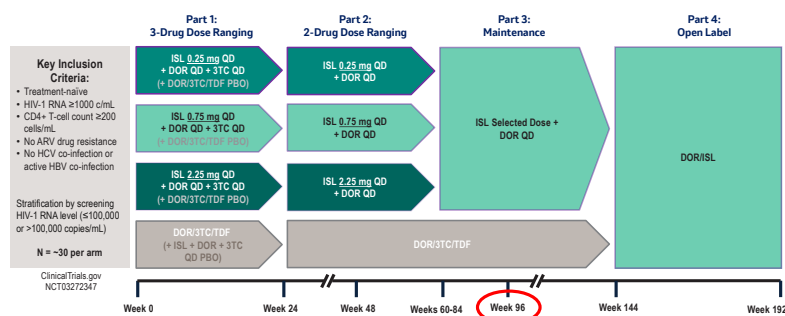 Part 1:
3-Drug Dose Ranging
Part 2:
2-Drug Dose Ranging
Part 3:
Maintenance
Part 4:
Open Label
Key Inclusion
Criteria:
• Treatment-naïve
• HIV-1 RNA ≥1000 c/mL
• CD4+ T-cell count ≥200
cells/mL
• No ARV drug resistance
• No HCV co-infection or
active HBV co-infection
Stratification by screening
HIV-1 RNA level (≤100,000
or >100,000 copies/mL)
N = ~30 per arm
ClinicalTrials.gov
NCT03272347
ISL 0.25 mg QD
+ DOR QD + 3TC QD
(+ DOR/3TC/TDF PBO)
ISL 0.25 mg QD
+ DOR QD
ISL 0.75 mg QD
+ DOR QD + 3TC QD
(+ DOR/3TC/TDF PBO)
ISL 0.75 mg QD
+ DOR QD
ISL 2.25 mg QD
+ DOR QD + 3TC QD
(+ DOR/3TC/TDF PBO)
ISL 2.25 mg QD
+ DOR QD
ISL Selected Dose +
DOR QD
DOR/ISL
DOR/3TC/TDF
(+ ISL + DOR + 3TC
QD PBO)
DOR/3TC/TDF
Week 0
Week 24
Week 48
Weeks 60-84
Week 96
Week 144
Week 192